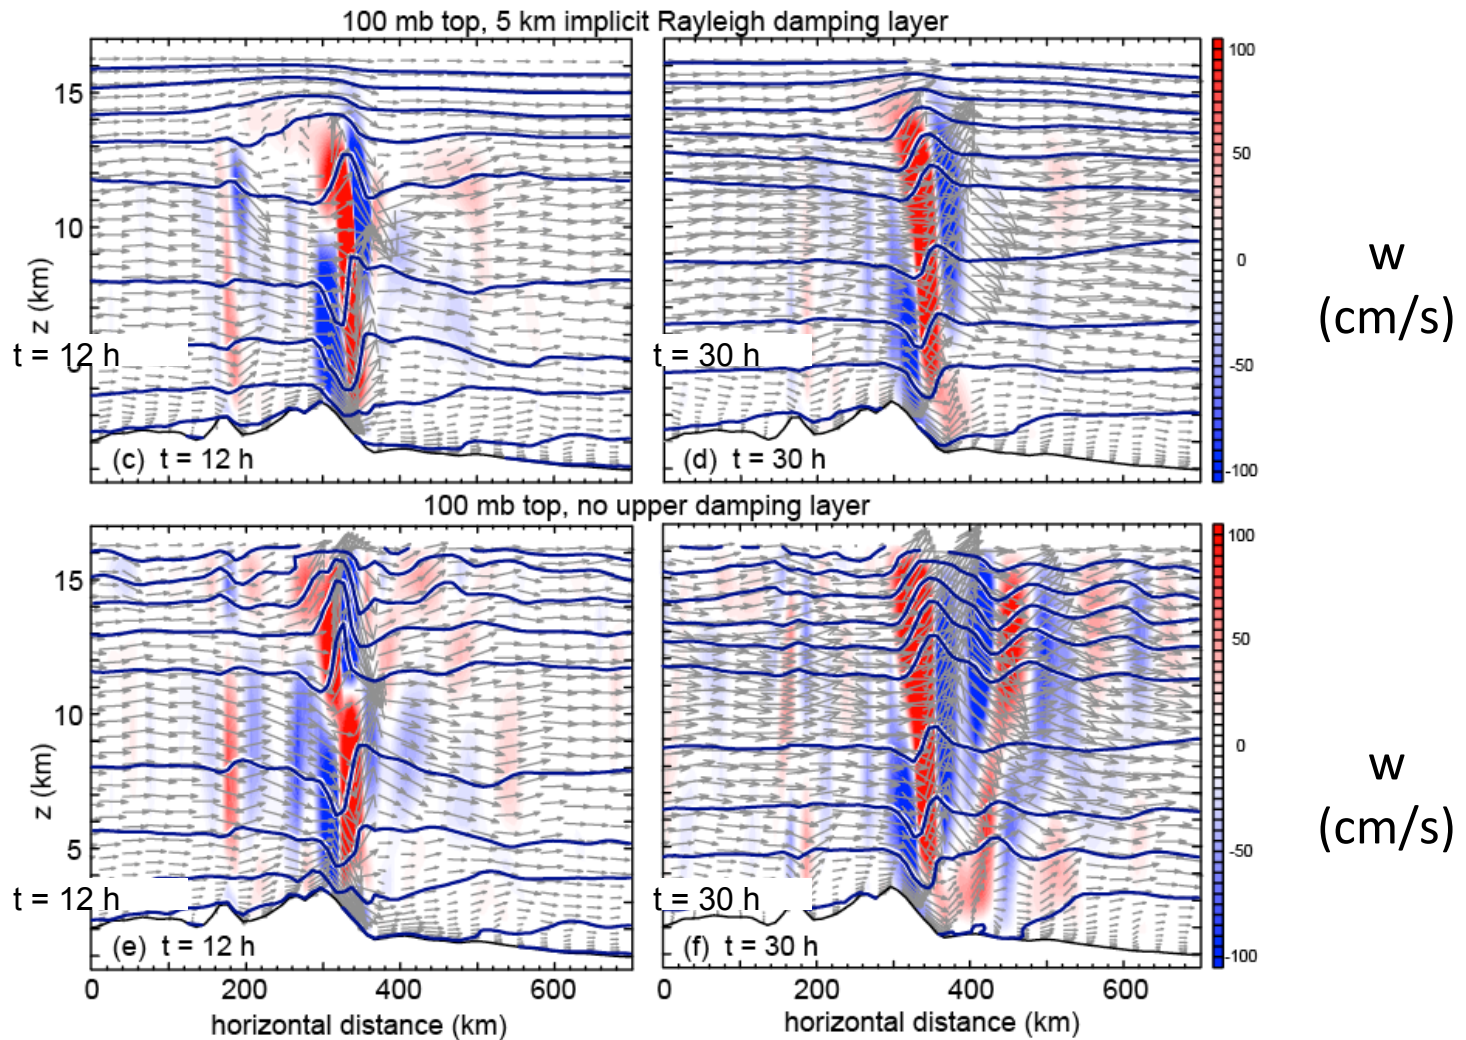 100 mb top, 5 km implicit Rayleigh damping layer
z (km)
15
10
t = 12 h
(c) t = 12 h
t = 30 h
(d) t = 30 h
100
50
0
-50
-100
w
(cm/s)
100 mb top, no upper damping layer
z (km)
15
10
5
t = 12 h
(e) t = 12 h
0 200 400 600
horizontal distance (km)
t = 30 h
(f) t = 30 h
0 200 400 600
horizontal distance (km)
100
50
0
-50
-100
w
(cm/s)